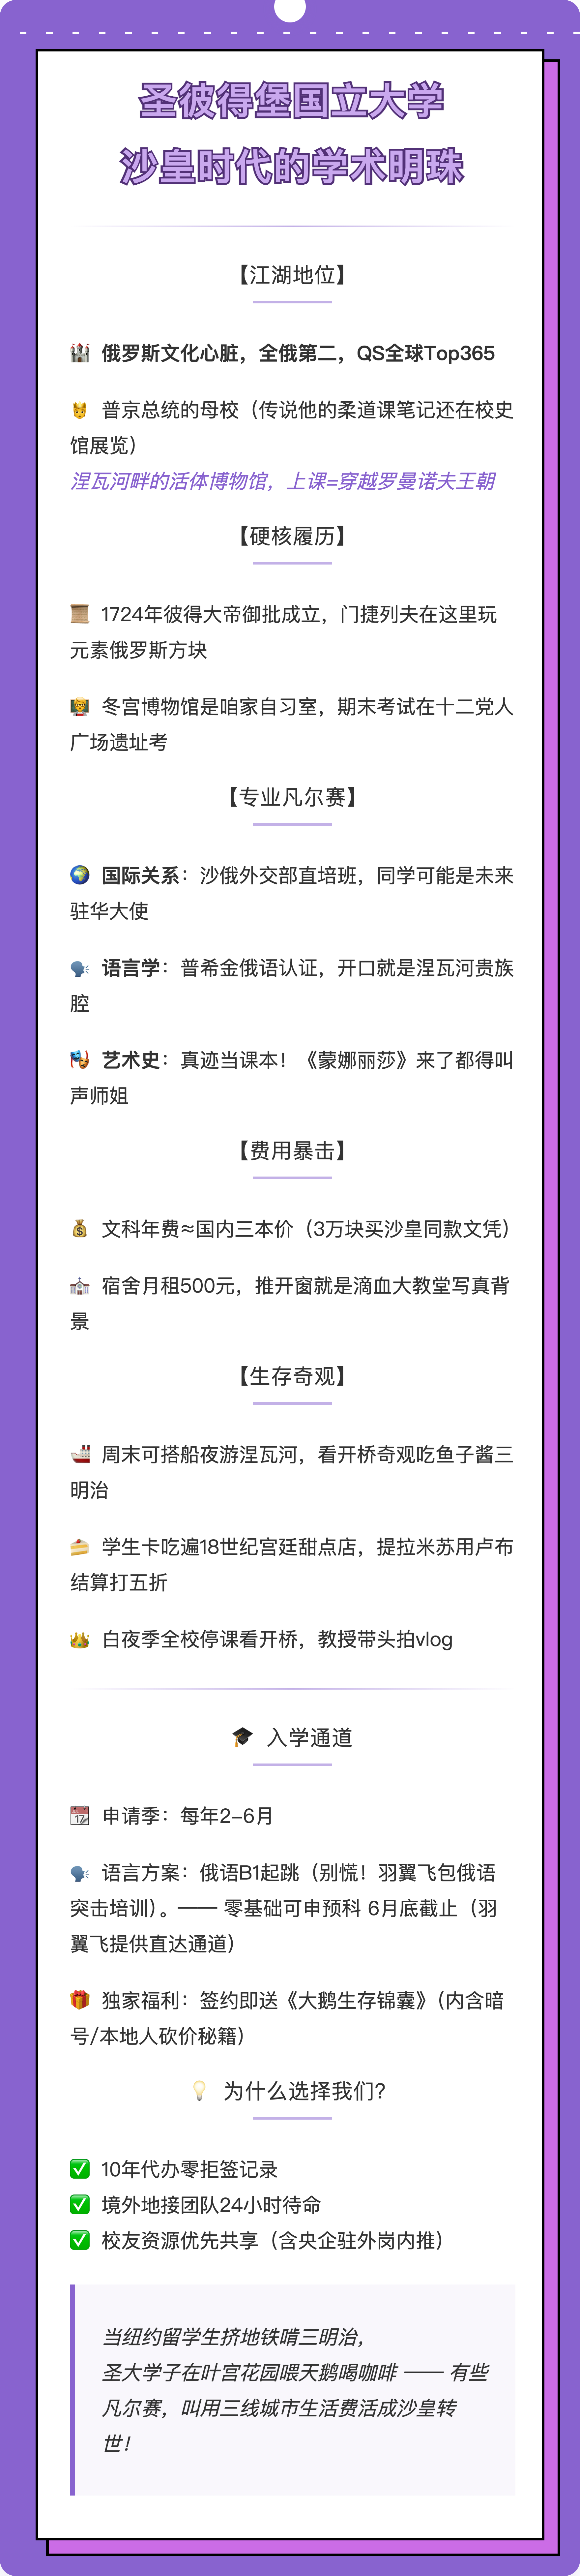 圣彼得堡国立大学
沙皇时代的学术明珠
【江湖地位】
🏰 俄罗斯文化心脏，全俄第二，QS全球Top365
🤴 普京总统的母校（传说他的柔道课笔记还在校史
馆展览）
涅瓦河畔的活体博物馆，上课=穿越罗曼诺夫王朝
【硬核履历】
📜 1724年彼得大帝御批成立，门捷列夫在这里玩
元素俄罗斯方块
👨‍🏫 冬宫博物馆是咱家自习室，期末考试在十二党人
广场遗址考
【专业凡尔赛】
🌍 国际关系：沙俄外交部直培班，同学可能是未来
驻华大使
🗣️ 语言学：普希金俄语认证，开口就是涅瓦河贵族
腔
🎭 艺术史：真迹当课本！《蒙娜丽莎》来了都得叫
声师姐
【费用暴击】
💰 文科年费≈国内三本价（3万块买沙皇同款文凭）
⛪ 宿舍月租500元，推开窗就是滴血大教堂写真背
景
【生存奇观】
🚢 周末可搭船夜游涅瓦河，看开桥奇观吃鱼子酱三
明治
🍰 学生卡吃遍18世纪宫廷甜点店，提拉米苏用卢布
结算打五折
👑 白夜季全校停课看开桥，教授带头拍vlog
🎓 入学通道
📆 申请季：每年2-6月
🗣️ 语言方案：俄语B1起跳（别慌！羽翼飞包俄语
突击培训）。—— 零基础可申预科 6月底截止（羽
翼飞提供直达通道）
🎁 独家福利：签约即送《大鹅生存锦囊》（内含暗
号/本地人砍价秘籍）
💡 为什么选择我们?
✅ 10年代办零拒签记录
✅ 境外地接团队24小时待命
✅ 校友资源优先共享（含央企驻外岗内推）
当纽约留学生挤地铁啃三明治，
圣大学子在叶宫花园喂天鹅喝咖啡 —— 有些
凡尔赛，叫用三线城市生活费活成沙皇转
世！